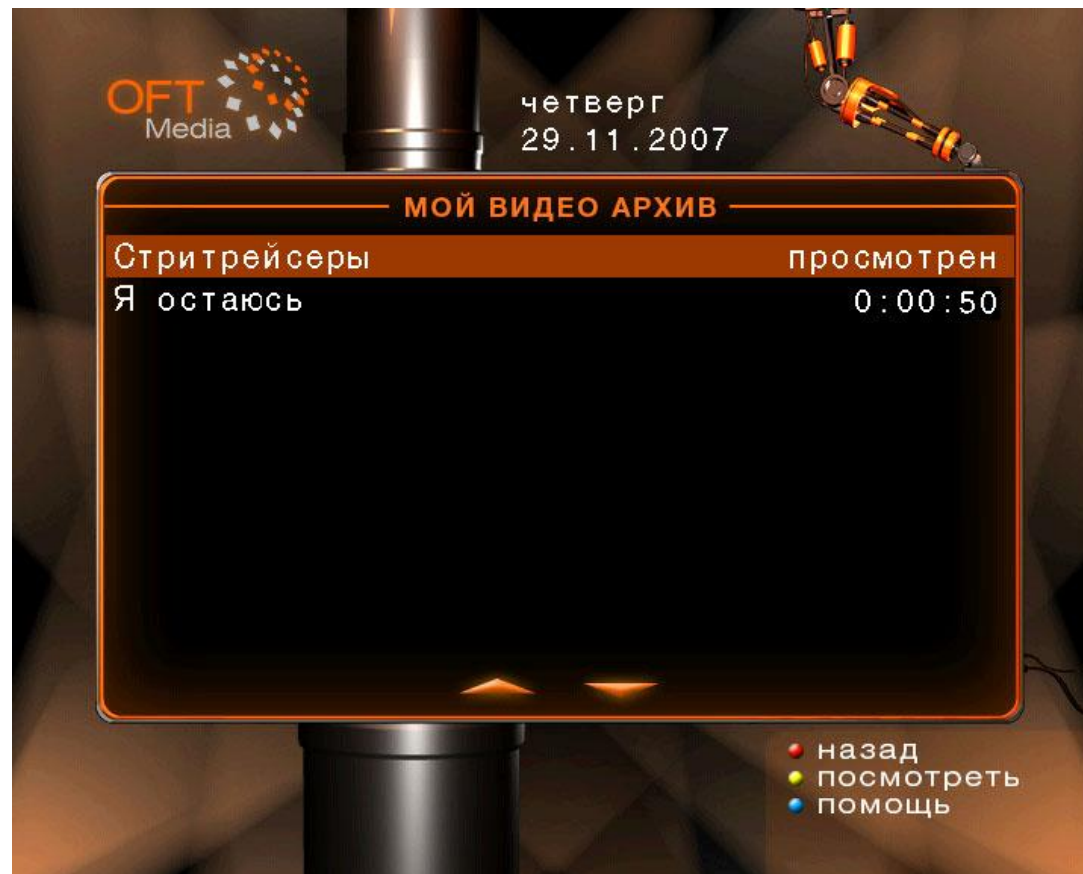 OFT
Media
четверг
29.11.2007
МОЙ ВИДЕО АРХИВ
Стритрейсеры просмотрен
Я остаюсь 0:00:50
назад
посмотреть
помощь